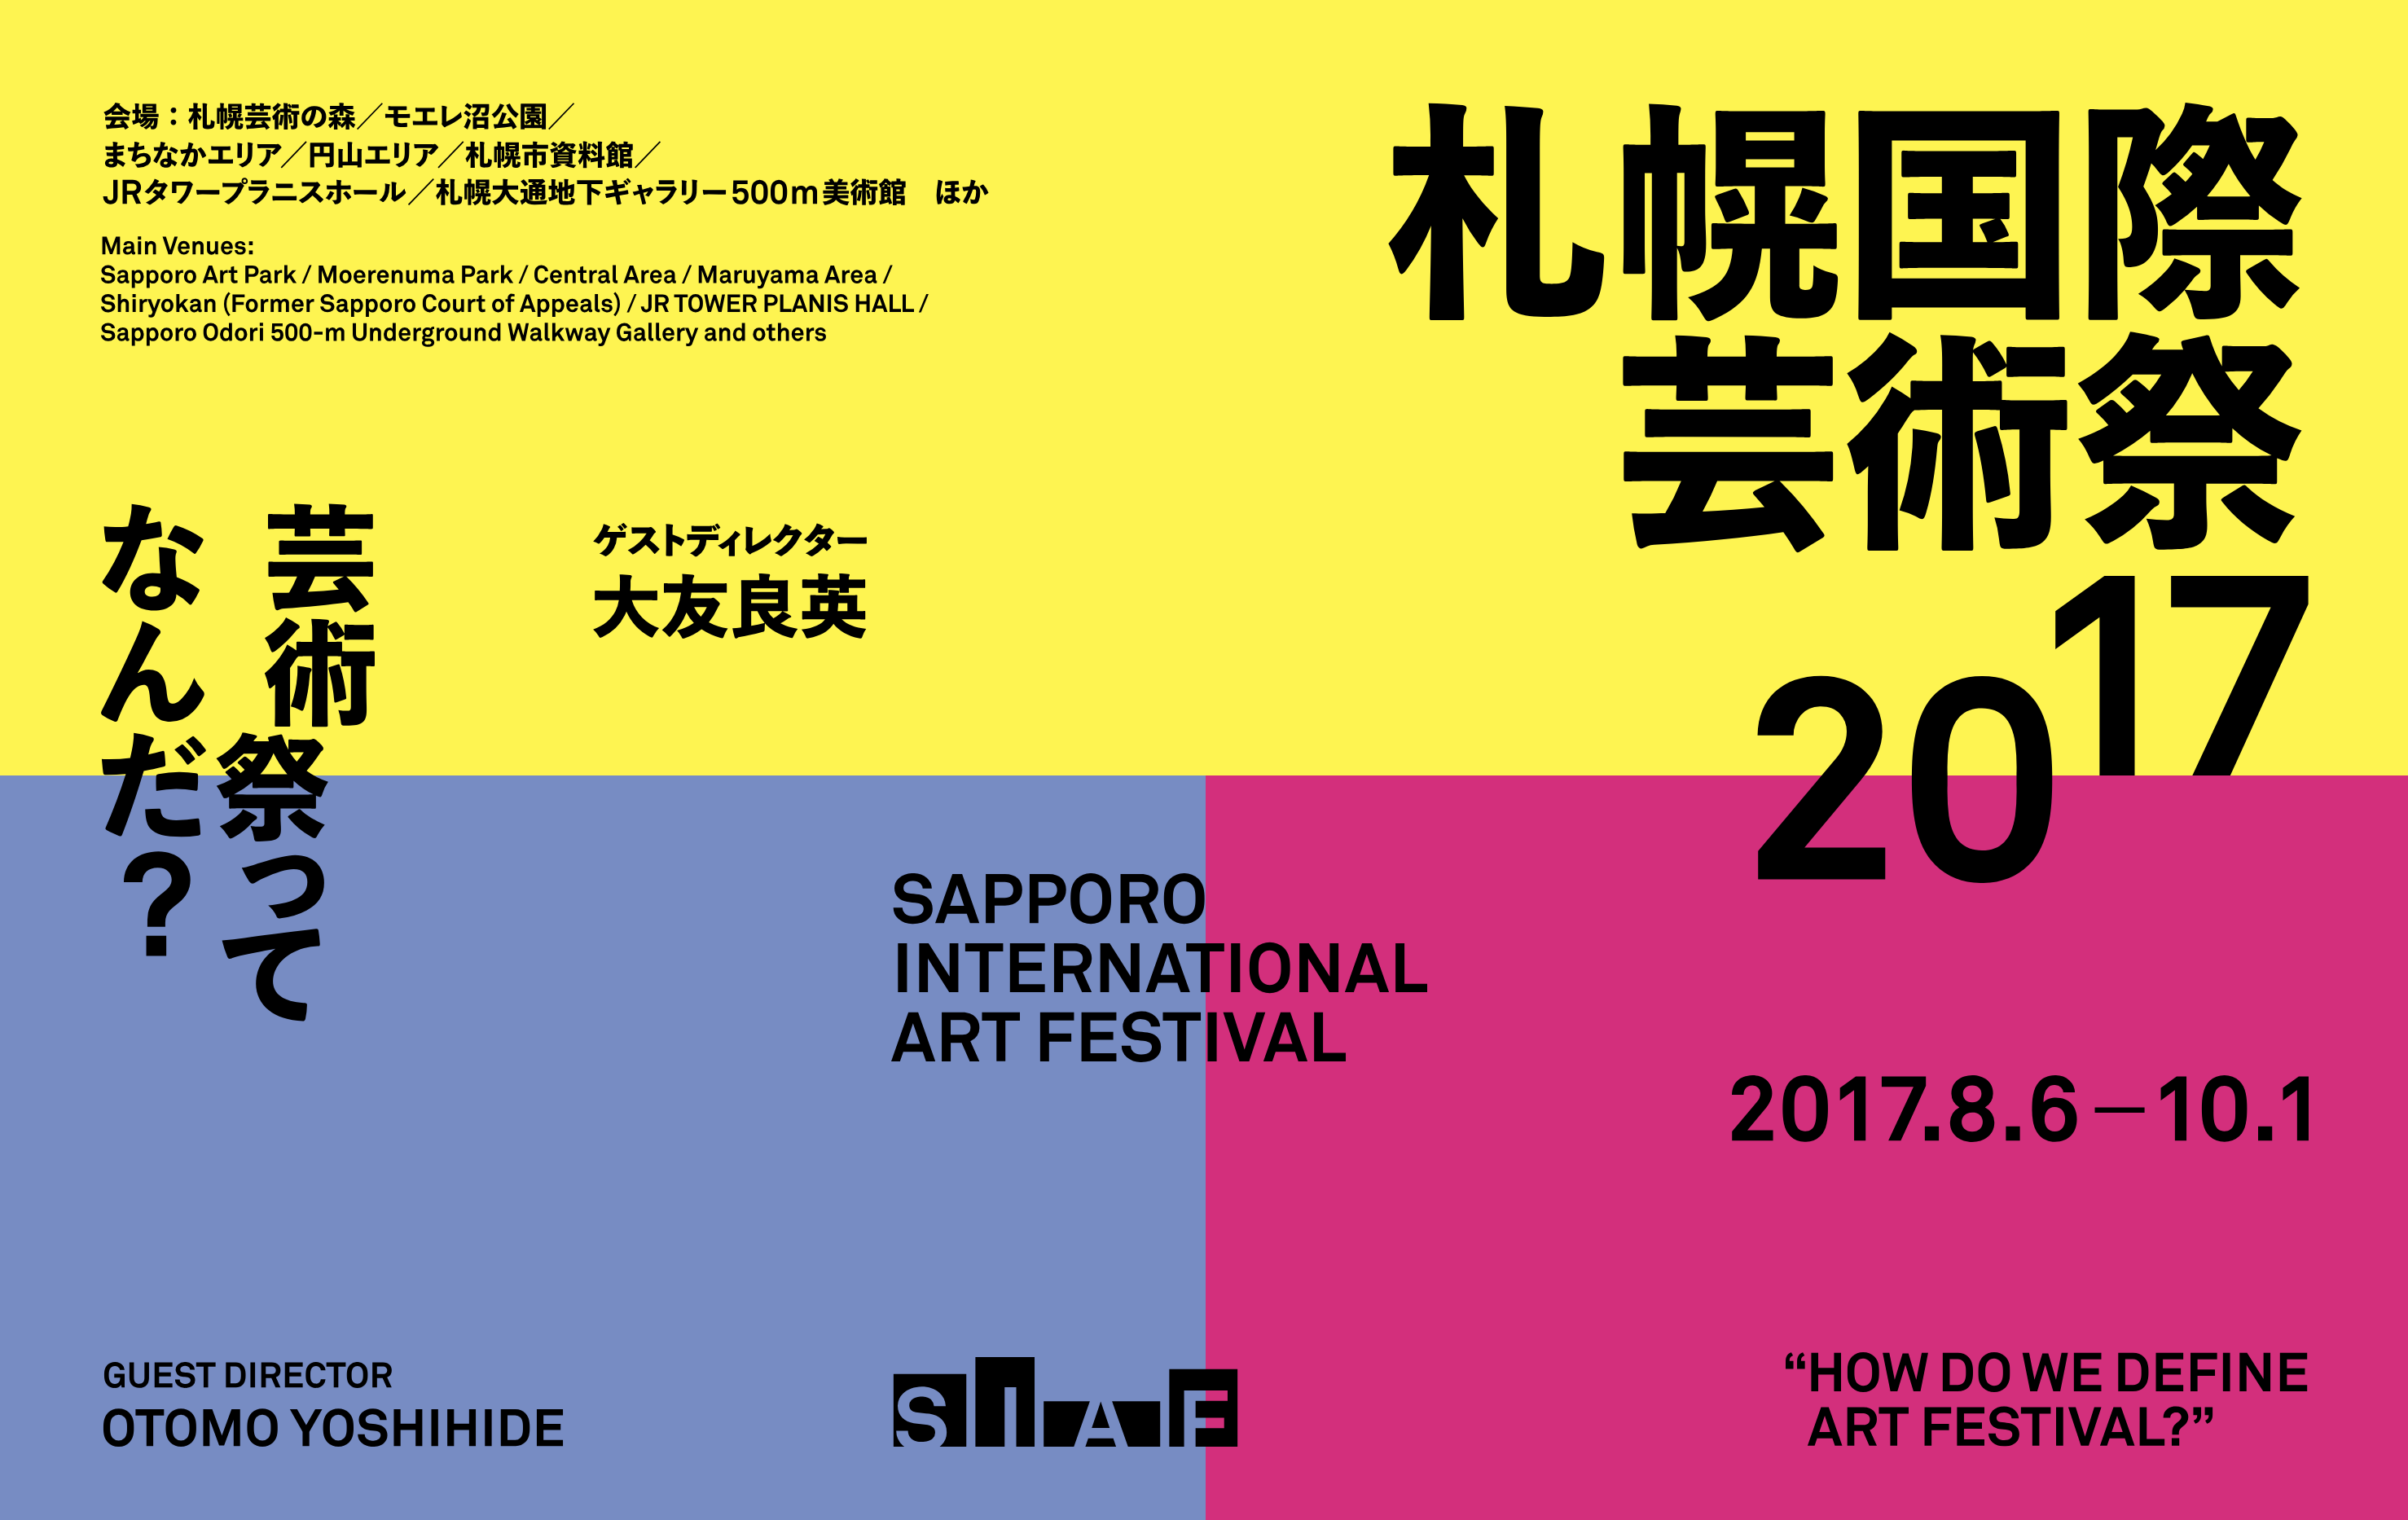 会場：札幌芸術の森／モエレ沼公園／
まちなかエリア／円山エリア／札幌市資料館／
JRタワープラニスホール／札幌大通地下ギャラリー500m美術館　ほか
Main Venues:
Sapporo Art Park / Moerenuma Park / Central Area / Maruyama Area /
Shiryokan (Former Sapporo Court of Appeals) / JR TOWER PLANIS HALL /
Sapporo Odori 500-m Underground Walkway Gallery and others
札幌国際
芸術祭
2017
芸術祭って
なんだ？
ゲストディレクター
大友良英
SAPPORO
INTERNATIONAL
ART FESTIVAL
2017.8.6—10.1
GUEST DIRECTOR
OTOMO YOSHIHIDE
SIAF
“HOW DO WE DEFINE
ART FESTIVAL?”